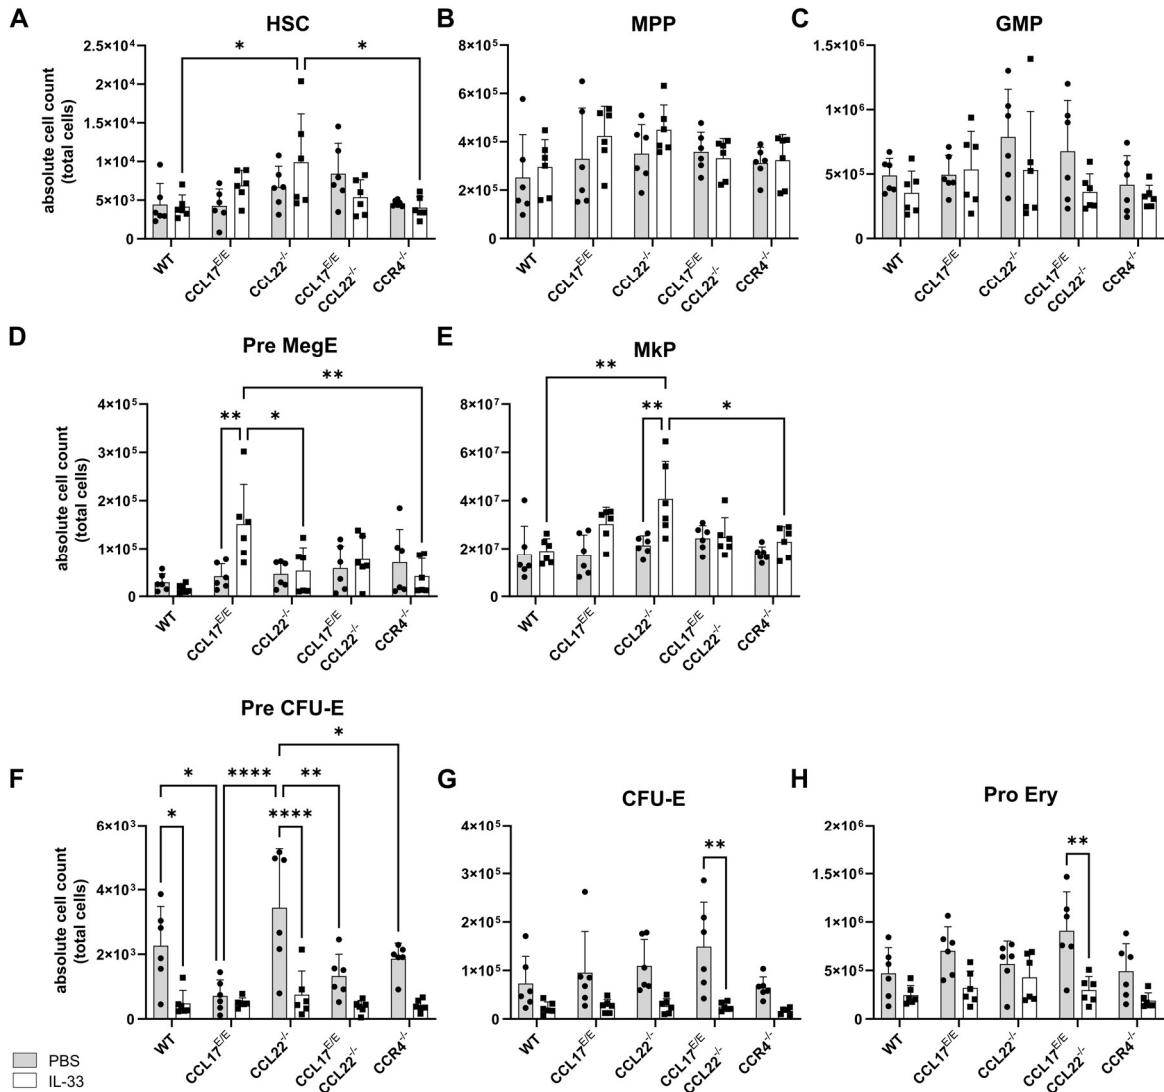 A
HSC
absolute cell count
(total cells)
2.5×10⁴
2×10⁴
1.5×10⁴
1×10⁴
5×10³
0
* *
WT CCL17ᴱ/ᴱ CCL22⁻/⁻ CCL17ᴱ/ᴱ CCL22⁻/⁻ CCR4⁻/⁻
B
MPP
8×10⁵
6×10⁵
4×10⁵
2×10⁵
0
WT CCL17ᴱ/ᴱ CCL22⁻/⁻ CCL17ᴱ/ᴱ CCL22⁻/⁻ CCR4⁻/⁻
C
GMP
1.5×10⁶
1×10⁶
5×10⁵
0
WT CCL17ᴱ/ᴱ CCL22⁻/⁻ CCL17ᴱ/ᴱ CCL22⁻/⁻ CCR4⁻/⁻
D
Pre MegE
absolute cell count
(total cells)
4×10⁵
3×10⁵
2×10⁵
1×10⁵
0
**
** *
WT CCL17ᴱ/ᴱ CCL22⁻/⁻ CCL17ᴱ/ᴱ CCL22⁻/⁻ CCR4⁻/⁻
E
MkP
8×10⁷
6×10⁷
4×10⁷
2×10⁷
0
**
** *
WT CCL17ᴱ/ᴱ CCL22⁻/⁻ CCL17ᴱ/ᴱ CCL22⁻/⁻ CCR4⁻/⁻
F
Pre CFU-E
absolute cell count
(total cells)
6×10³
4×10³
2×10³
0
*
* **** **
* ****
WT CCL17ᴱ/ᴱ CCL22⁻/⁻ CCL17ᴱ/ᴱ CCL22⁻/⁻ CCR4⁻/⁻
G
CFU-E
4×10⁵
3×10⁵
2×10⁵
1×10⁵
0
**
WT CCL17ᴱ/ᴱ CCL22⁻/⁻ CCL17ᴱ/ᴱ CCL22⁻/⁻ CCR4⁻/⁻
H
Pro Ery
2×10⁶
2×10⁶
1×10⁶
5×10⁵
0
**
WT CCL17ᴱ/ᴱ CCL22⁻/⁻ CCL17ᴱ/ᴱ CCL22⁻/⁻ CCR4⁻/⁻
PBS
IL-33